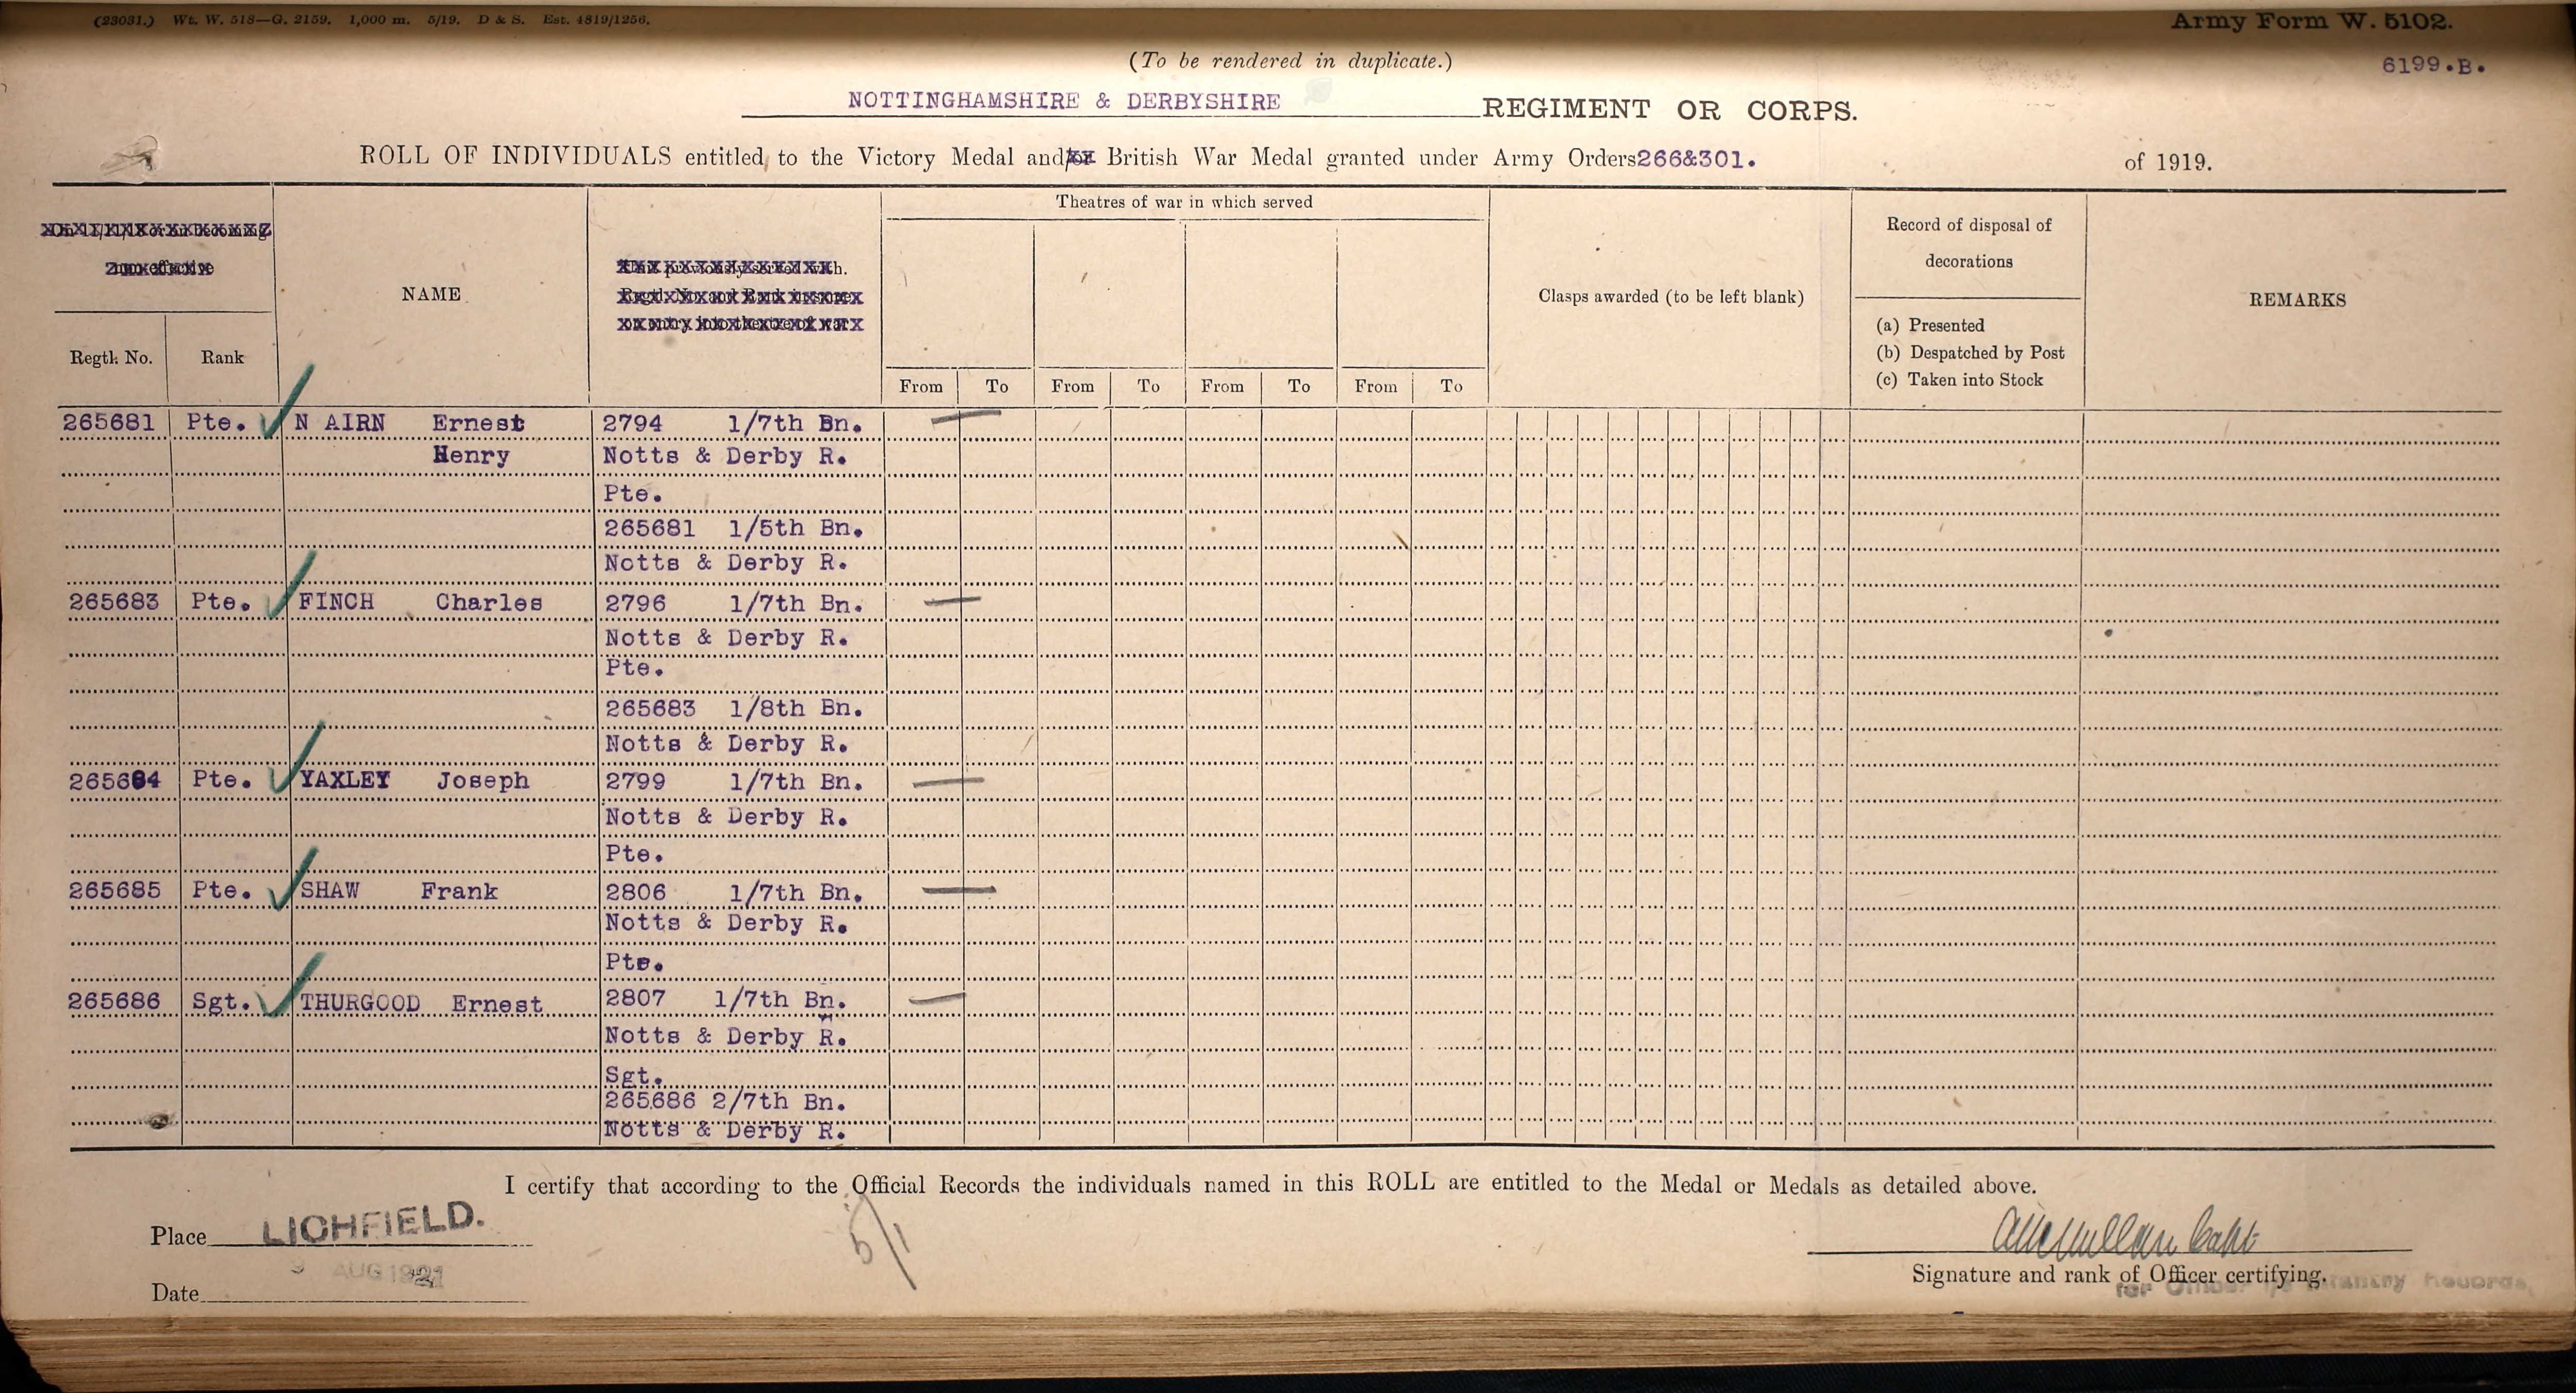 (23031.) Wt. W. 518—G. 2159. 1,000 m. 5/19. D & S. Est. 4819/1256.
Army Form W. 5102.
(To be rendered in duplicate.)
6199.B.
NOTTINGHAMSHIRE & DERBYSHIRE REGIMENT OR CORPS.
ROLL OF INDIVIDUALS entitled to the Victory Medal and/or British War Medal granted under Army Orders 266&301. of 1919.
Theatres of war in which served
Record of disposal of
decorations
NAME
Clasps awarded (to be left blank)
REMARKS
(a) Presented
(b) Despatched by Post
(c) Taken into Stock
Regtl. No. Rank
From To From To From To From To
265681 Pte. N AIRN Ernest 2794 1/7th Bn.
Henry Notts & Derby R.
Pte.
265681 1/5th Bn.
Notts & Derby R.
265683 Pte. FINCH Charles 2796 1/7th Bn.
Notts & Derby R.
Pte.
265683 1/8th Bn.
Notts & Derby R.
265684 Pte. YAXLEY Joseph 2799 1/7th Bn.
Notts & Derby R.
Pte.
265685 Pte. SHAW Frank 2806 1/7th Bn.
Notts & Derby R.
Pte.
265686 Sgt. THURGOOD Ernest 2807 1/7th Bn.
Notts & Derby R.
Sgt.
265686 2/7th Bn.
Notts & Derby R.
I certify that according to the Official Records the individuals named in this ROLL are entitled to the Medal or Medals as detailed above.
Place LICHFIELD.
Date AUG 1921
Capt
Signature and rank of Officer certifying.
for Infantry Records